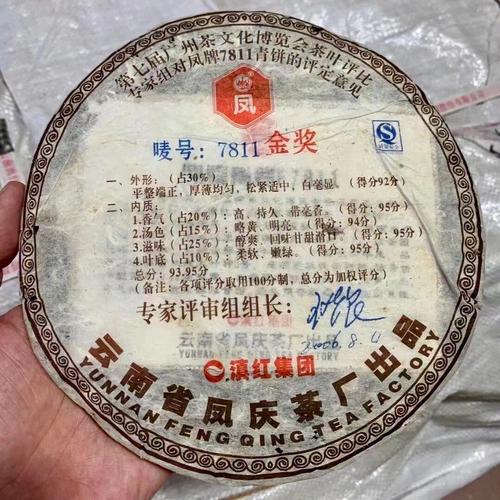 第七届广州茶文化博览会茶叶评比
专家组对凤牌7811青饼的评定意见
凤
唛号：7811金奖
一、外形：（占30%）
平整端正，厚薄均匀，松紧适中，白毫显（得分92分）
二、内质：
1.香气（占20%）：高、持久、带毫香。（得分：95分）
2.汤色（占15%）：略黄、明亮。（得分：94分）
3.滋味（占25%）：醇爽、回味甘甜滑口（得分：95分）
4.叶底（占10%）：柔软、嫩绿。（得分：95分）
总分：93.95分
（备注：各项评分取用100分制，总分为加权评分）
专家评审组组长：
2006.8.
滇红集团
云南省凤庆茶厂出品
YUNNAN FENG QING TEA FACTORY